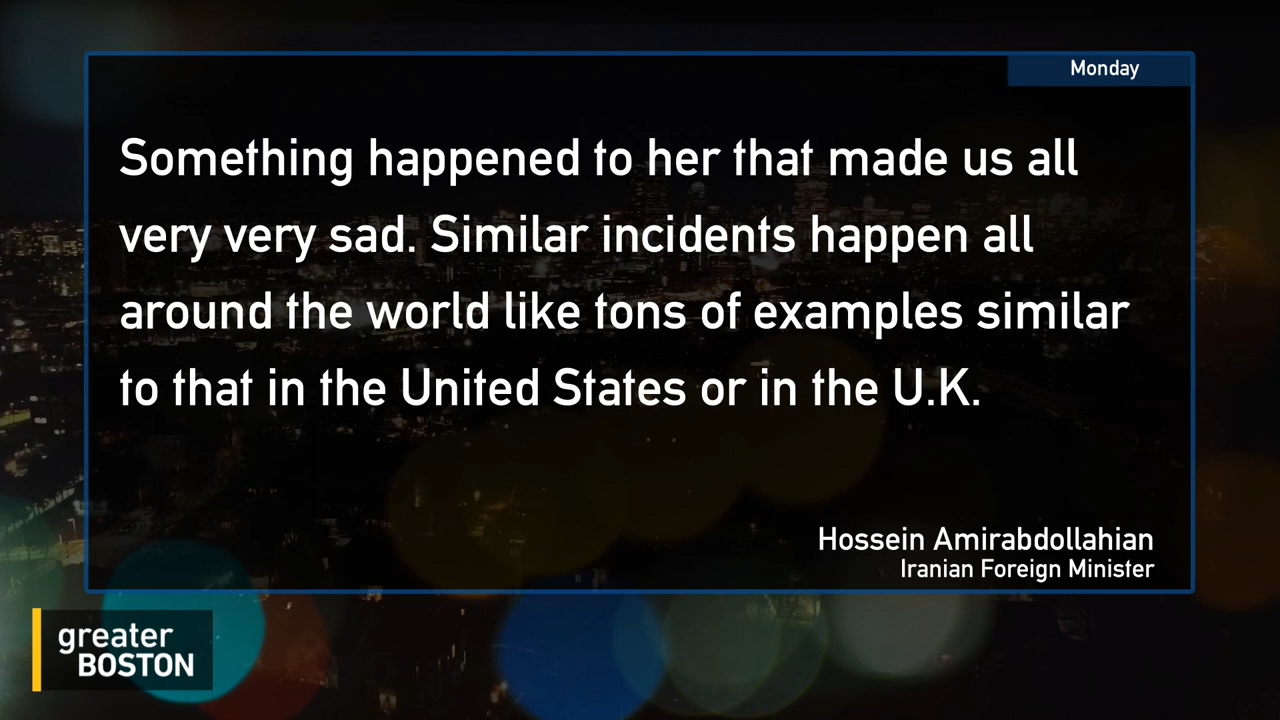 Monday
Something happened to her that made us all
very very sad. Similar incidents happen all
around the world like tons of examples similar
to that in the United States or in the U.K.
Hossein Amirabdollahian
Iranian Foreign Minister
greater
BOSTON